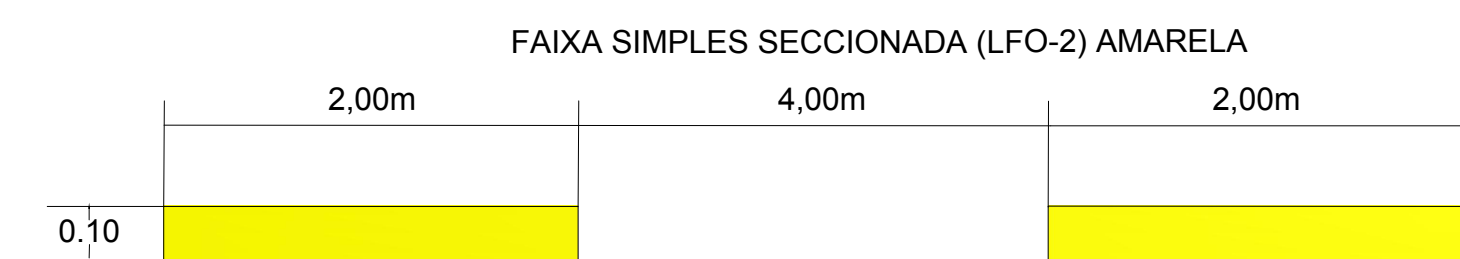 FAIXA SIMPLES SECCIONADA (LFO-2) AMARELA
2,00m 4,00m 2,00m
0.10